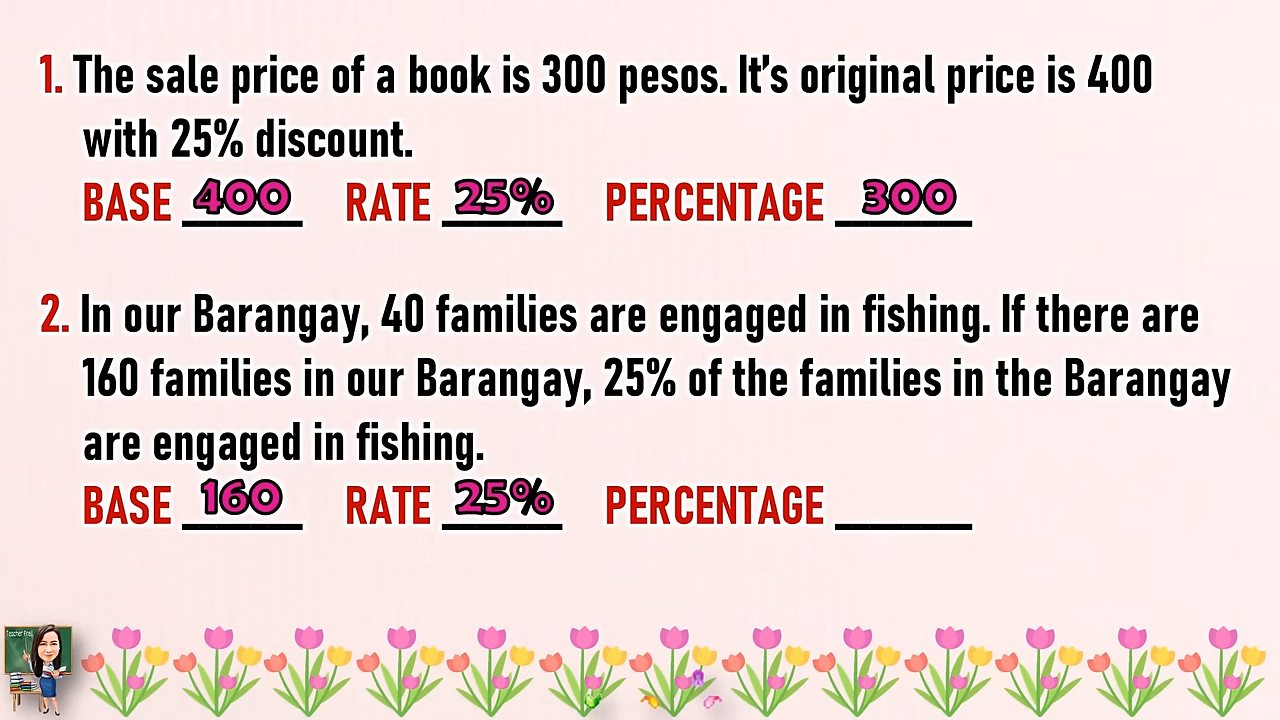 1. The sale price of a book is 300 pesos. It's original price is 400
with 25% discount.
BASE 400 RATE 25% PERCENTAGE 300
2. In our Barangay, 40 families are engaged in fishing. If there are
160 families in our Barangay, 25% of the families in the Barangay
are engaged in fishing.
BASE 160 RATE 25% PERCENTAGE ______